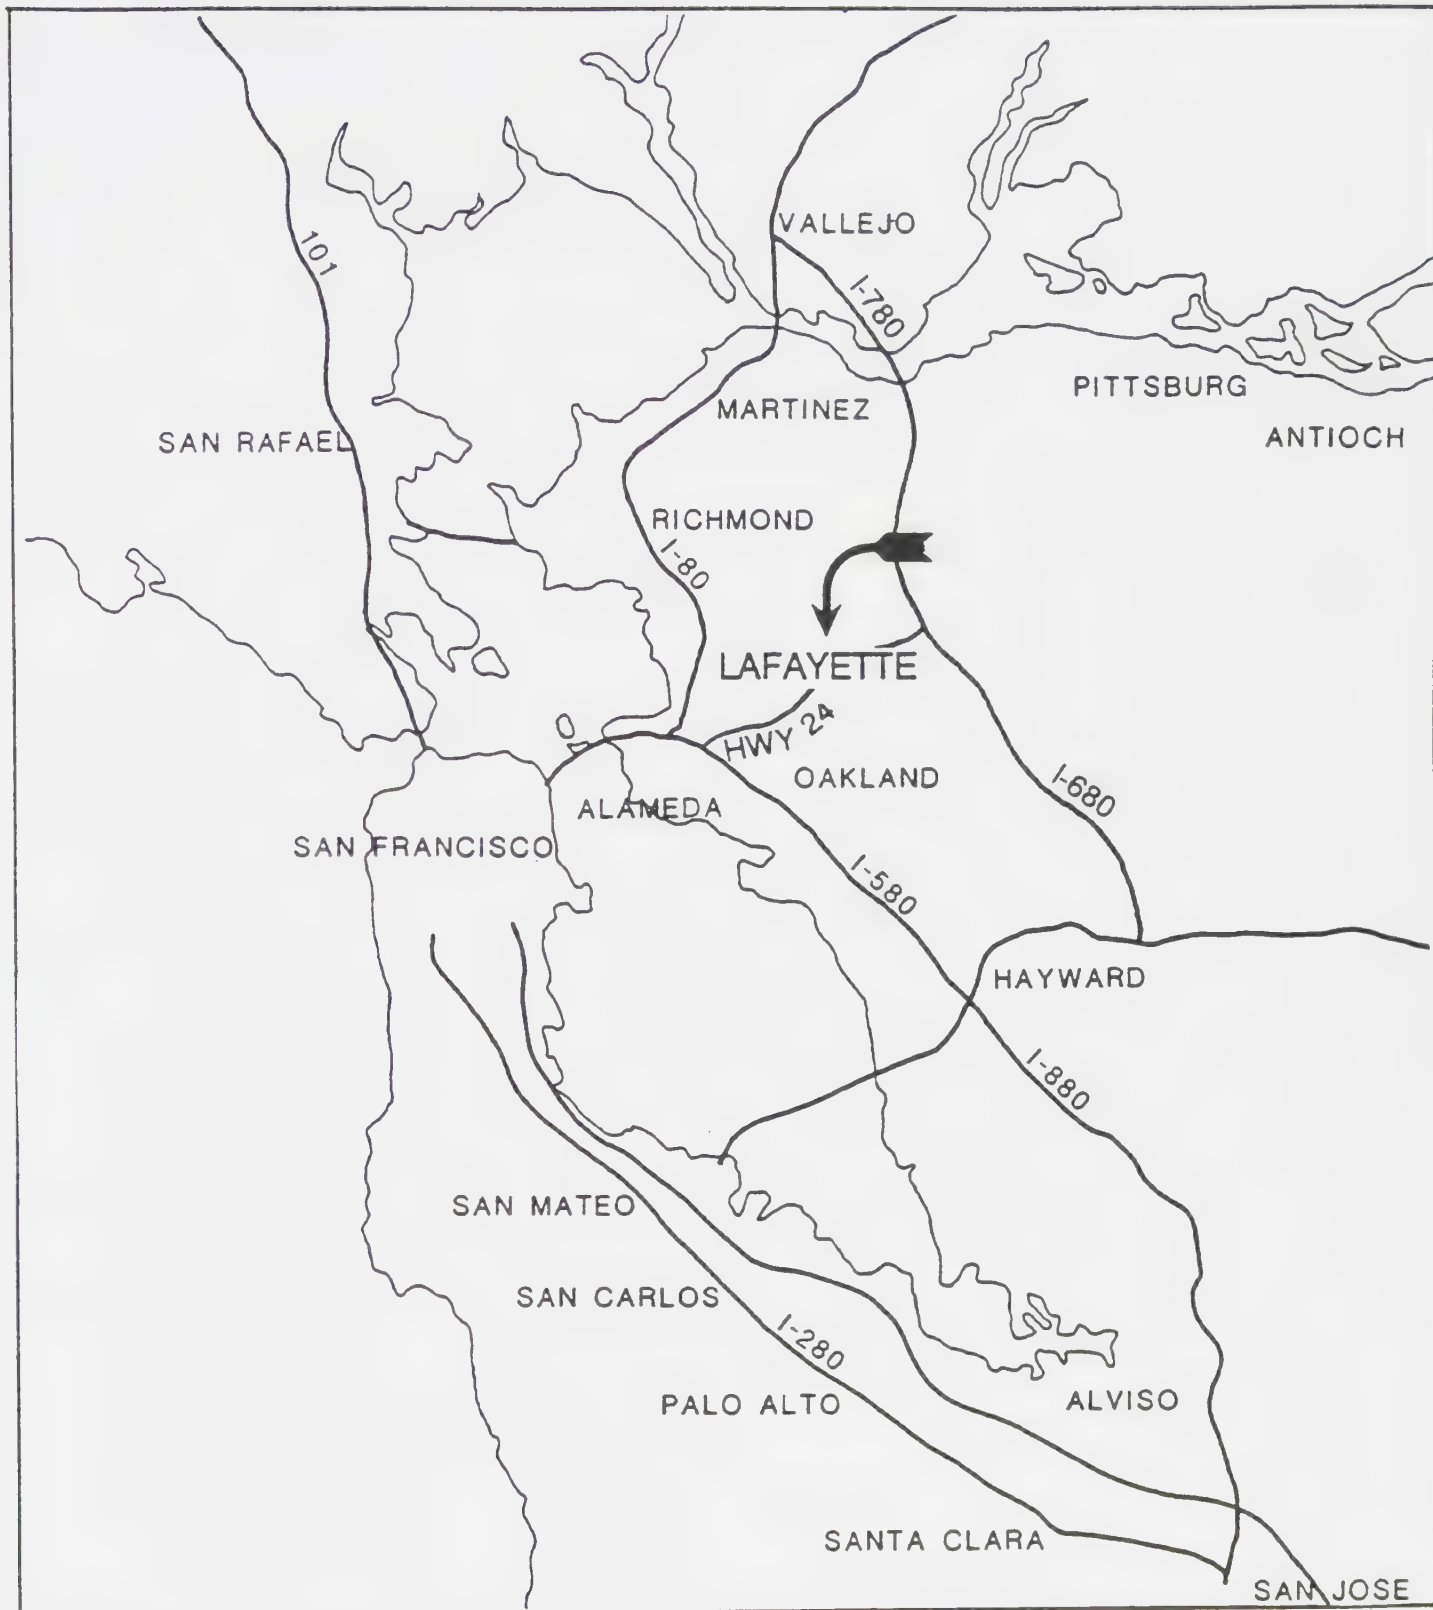 VALLEJO
101
I-780
PITTSBURG
MARTINEZ
ANTIOCH
SAN RAFAEL
RICHMOND
I-80
LAFAYETTE
HWY 24
OAKLAND
I-680
ALAMEDA
SAN FRANCISCO
I-580
HAYWARD
I-880
SAN MATEO
SAN CARLOS
I-280
PALO ALTO
ALVISO
SANTA CLARA
SAN JOSE